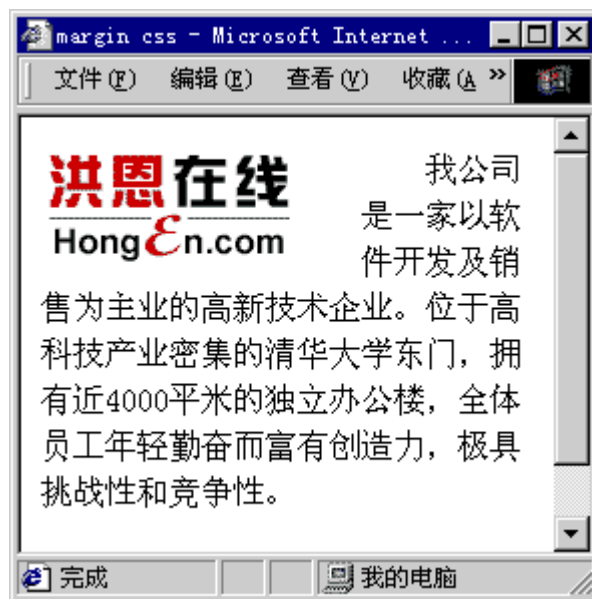 margin css - Microsoft Inter net ...
文件(F) 编辑(E) 查看(V) 收藏(A »
洪恩在线
HongEn.com
我公司
是一家以软
件开发及销
售为主业的高新技术企业。位于高
科技产业密集的清华大学东门，拥
有近4000平米的独立办公楼，全体
员工年轻勤奋而富有创造力，极具
挑战性和竞争性。
完成 我的电脑